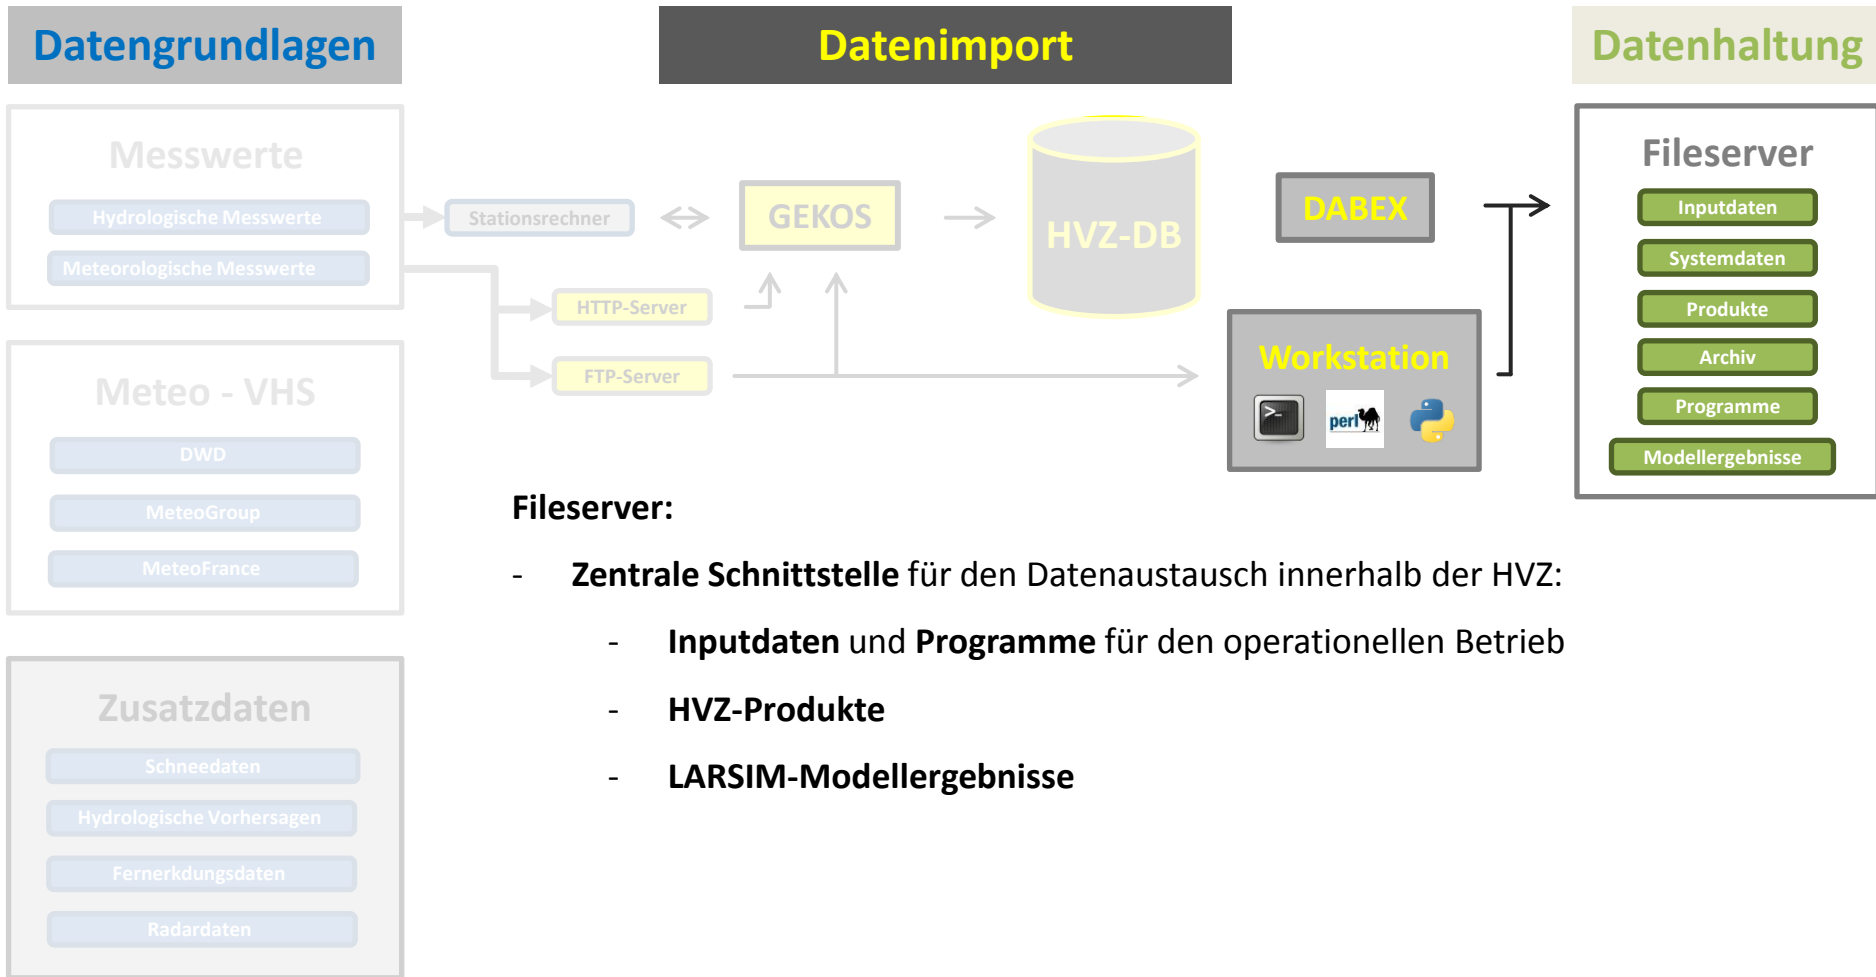 Datengrundlagen
Datenimport
Datenhaltung
Messwerte
Hydrologische Messwerte
Meteorologische Messwerte
Stationsrechner
GEKOS
HVZ-DB
HTTP-Server
FTP-Server
DABEX
Workstation
>_
perl
Fileserver
Inputdaten
Systemdaten
Produkte
Archiv
Programme
Modellergebnisse
Meteo - VHS
DWD
MeteoGroup
MeteoFrance
Zusatzdaten
Schneedaten
Hydrologische Vorhersagen
Fernerkdungsdaten
Radardaten
Fileserver:
- Zentrale Schnittstelle für den Datenaustausch innerhalb der HVZ:
- Inputdaten und Programme für den operationellen Betrieb
- HVZ-Produkte
- LARSIM-Modellergebnisse